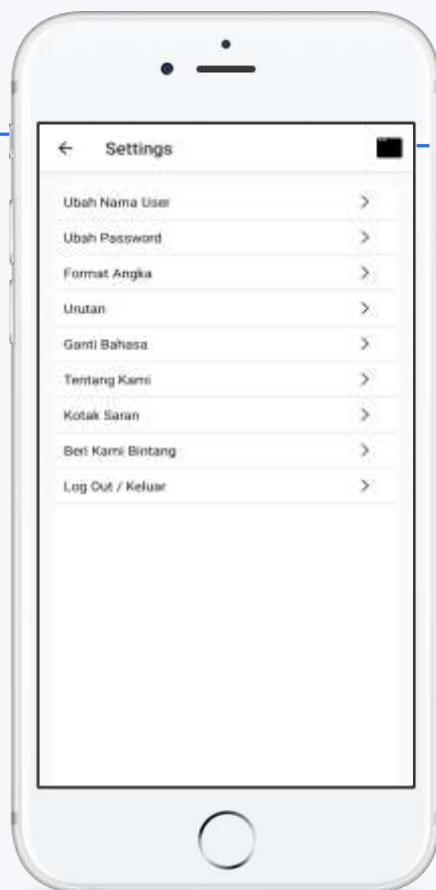 Settings
Ubah Nama User
Ubah Password
Format Angka
Urutan
Ganti Bahasa
Tentang Kami
Kotak Saran
Beri Kami Bintang
Log Out / Keluar